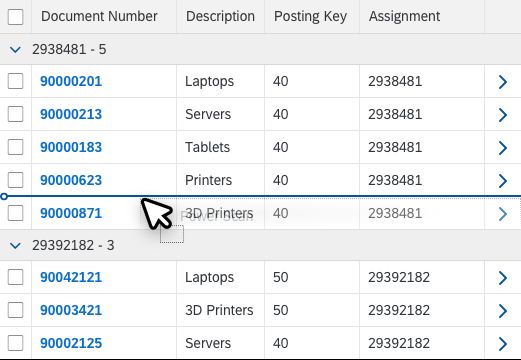 Document Number Description Posting Key Assignment
2938481 - 5
90000201 Laptops 40 2938481
90000213 Servers 40 2938481
90000183 Tablets 40 2938481
90000623 Printers 40 2938481
90000871 3D Printers 40 2938481
29392182 - 3
90042121 Laptops 50 29392182
90003421 3D Printers 50 29392182
90002125 Servers 40 29392182